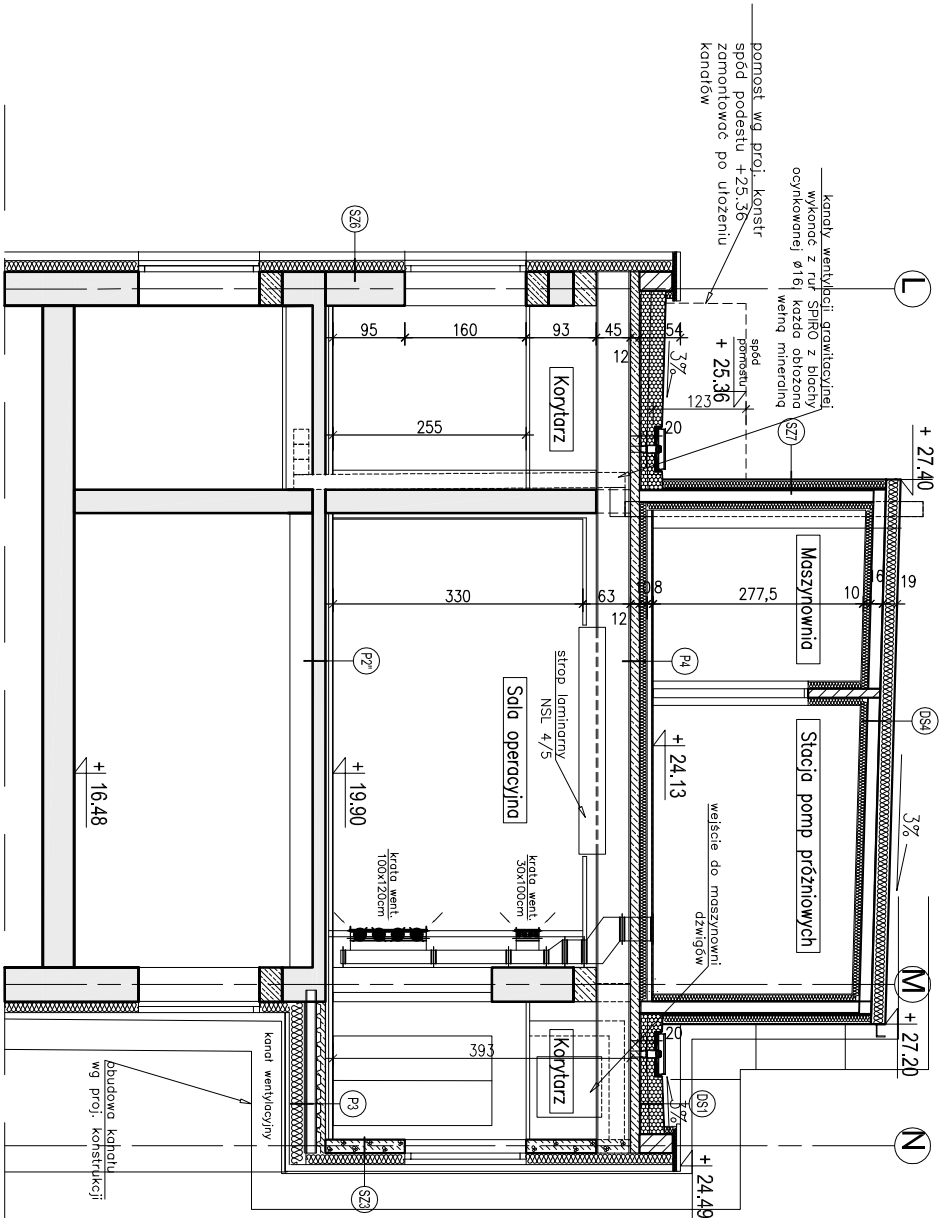 pomost wg proj. konstr
spód podestu +25.36
zamontować po ułożeniu
kanałów
kanały wentylacji grawitacyjnej
wykonać z rur SPIRO z blachy
ocynkowanej ø16, każda obłożona
wełną mineralną
L
M
N
SZ6
SZ7
spód
pomostu
+ 25.36
123
3%
+ 27.40
95
160
93
45
54
12
20
255
Korytarz
Maszynownia
277,5
10
16
19
330
63
12
8
P2"
P4
DS4
strop laminarny
NSL 4/5
Sala operacyjna
Stacja pomp próżniowych
3%
+ 16.48
+ 19.90
+ 24.13
wejście do maszynowni
dźwigów
krata went.
100x120cm
krata went.
30x100cm
+ 27.20
20
393
Korytarz
DS1
3%
P3
kanał wentylacyjny
obudowa kanału
wg proj. konstrukcji
SZ3
+ 24.49